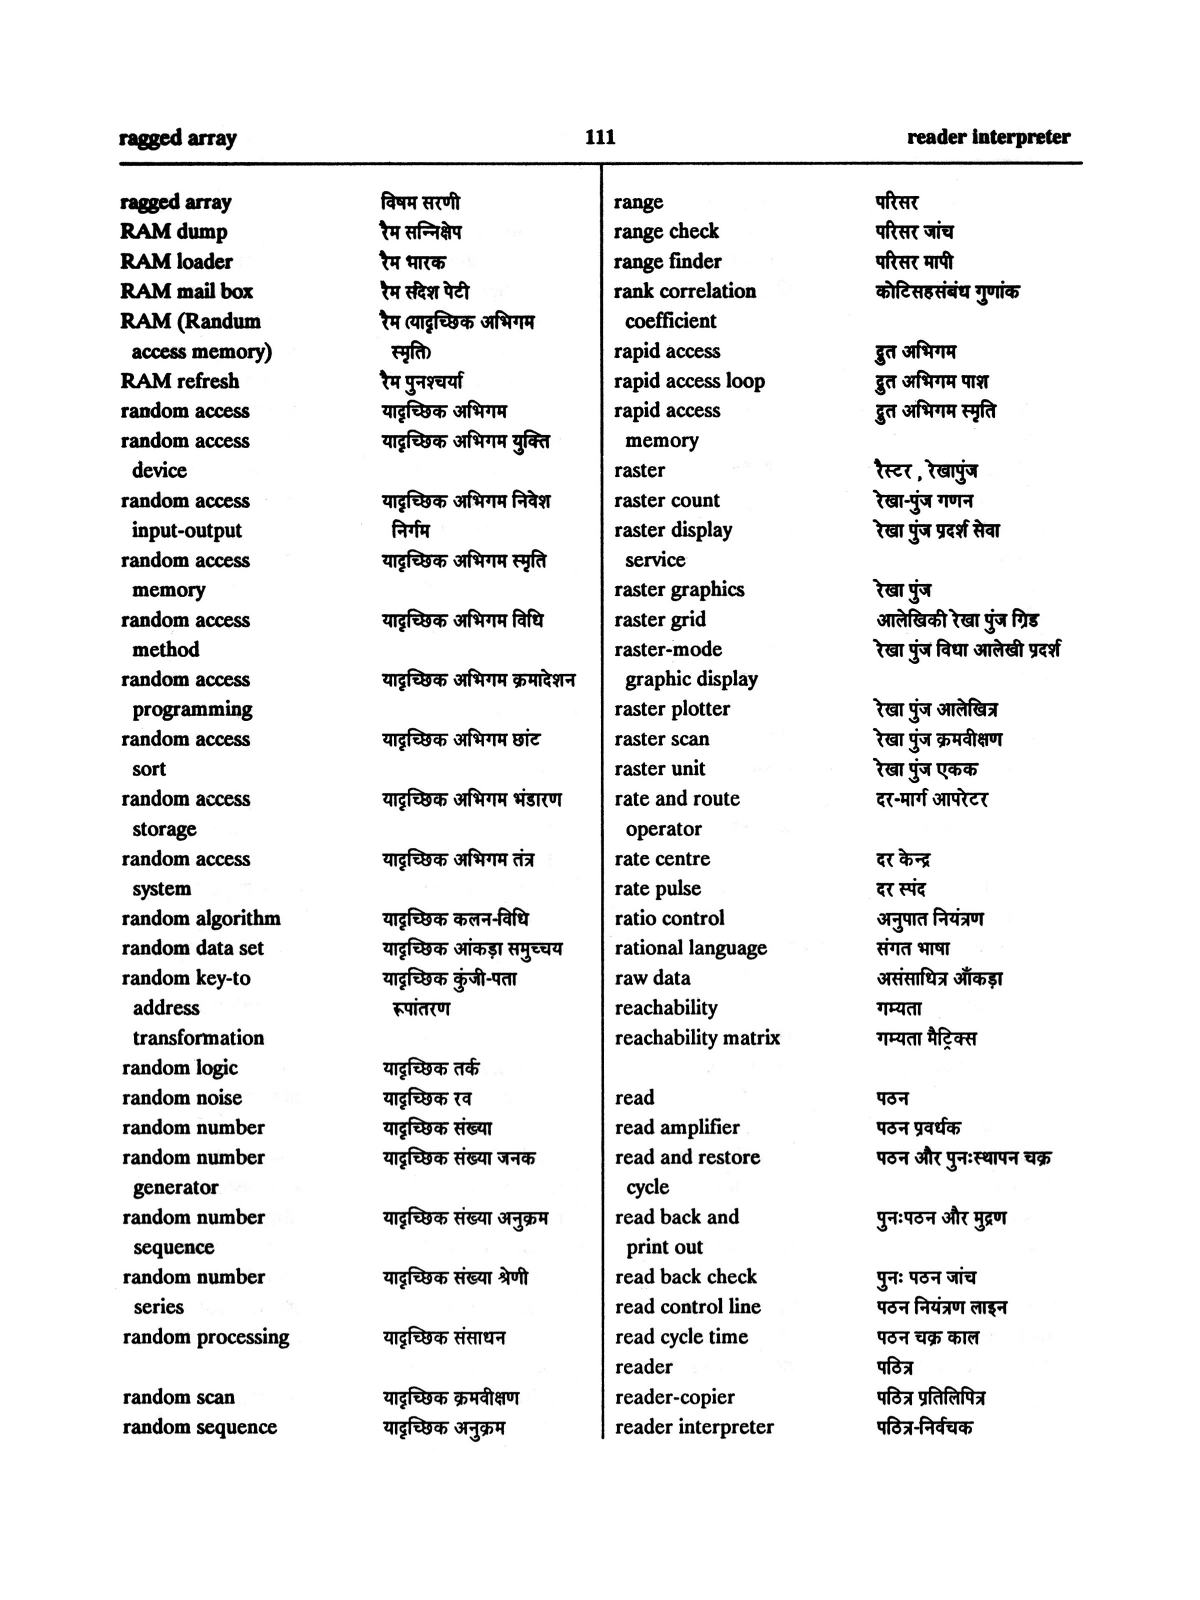 ragged array 111 reader interpreter
ragged array विषम सरणी
RAM dump रैम सन्निक्षेप
RAM loader रैम भारक
RAM mail box रैम संदेश पेटी
RAM (Randum रैम (यादृच्छिक अभिगम
access memory) स्मृति)
RAM refresh रैम पुनश्चर्या
random access यादृच्छिक अभिगम
random access यादृच्छिक अभिगम युक्ति
device
random access यादृच्छिक अभिगम निवेश
input-output निर्गम
random access यादृच्छिक अभिगम स्मृति
memory
random access यादृच्छिक अभिगम विधि
method
random access यादृच्छिक अभिगम क्रमादेशन
programming
random access यादृच्छिक अभिगम छांट
sort
random access यादृच्छिक अभिगम भंडारण
storage
random access यादृच्छिक अभिगम तंत्र
system
random algorithm यादृच्छिक कलन-विधि
random data set यादृच्छिक आंकड़ा समुच्चय
random key-to यादृच्छिक कुंजी-पता
address रूपांतरण
transformation
random logic यादृच्छिक तर्क
random noise यादृच्छिक रव
random number यादृच्छिक संख्या
random number यादृच्छिक संख्या जनक
generator
random number यादृच्छिक संख्या अनुक्रम
sequence
random number यादृच्छिक संख्या श्रेणी
series
random processing यादृच्छिक संसाधन
random scan यादृच्छिक क्रमवीक्षण
random sequence यादृच्छिक अनुक्रम
range परिसर
range check परिसर जांच
range finder परिसर मापी
rank correlation कोटिसहसंबंध गुणांक
coefficient
rapid access द्रुत अभिगम
rapid access loop द्रुत अभिगम पाश
rapid access द्रुत अभिगम स्मृति
memory
raster रैस्टर , रेखापुंज
raster count रेखा-पुंज गणन
raster display रेखा पुंज प्रदर्श सेवा
service
raster graphics रेखा पुंज
raster grid आलेखिकी रेखा पुंज ग्रिड
raster-mode रेखा पुंज विधा आलेखी प्रदर्श
graphic display
raster plotter रेखा पुंज आलेखित्र
raster scan रेखा पुंज क्रमवीक्षण
raster unit रेखा पुंज एकक
rate and route दर-मार्ग आपरेटर
operator
rate centre दर केन्द्र
rate pulse दर स्पंद
ratio control अनुपात नियंत्रण
rational language संगत भाषा
raw data असंसाधित्र आँकड़ा
reachability गम्यता
reachability matrix गम्यता मैट्रिक्स
read पठन
read amplifier पठन प्रवर्धक
read and restore पठन और पुनःस्थापन चक्र
cycle
read back and पुनःपठन और मुद्रण
print out
read back check पुनः पठन जांच
read control line पठन नियंत्रण लाइन
read cycle time पठन चक्र काल
reader पठित्र
reader-copier पठित्र प्रतिलिपित्र
reader interpreter पठित्र-निर्वचक